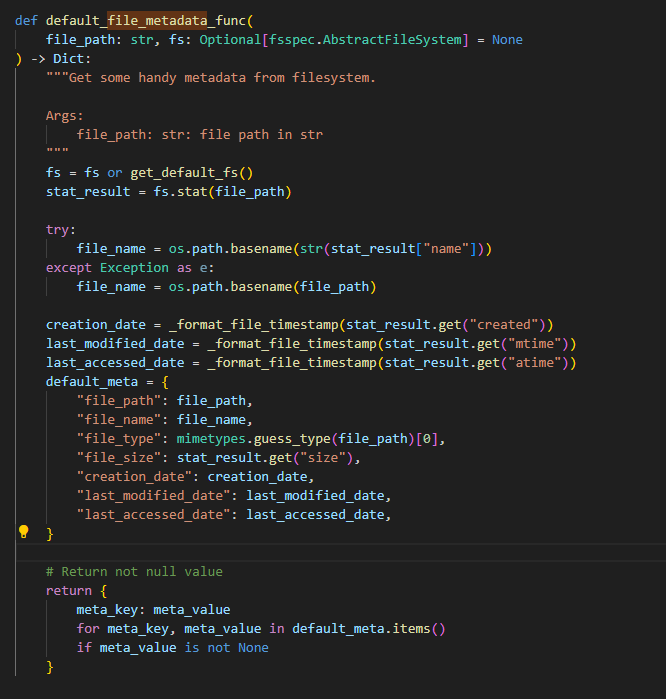 def default_file_metadata_func(
    file_path: str, fs: Optional[fsspec.AbstractFileSystem] = None
) -> Dict:
    """Get some handy metadata from filesystem.

    Args:
        file_path: str: file path in str
    """
    fs = fs or get_default_fs()
    stat_result = fs.stat(file_path)

    try:
        file_name = os.path.basename(str(stat_result["name"]))
    except Exception as e:
        file_name = os.path.basename(file_path)

    creation_date = _format_file_timestamp(stat_result.get("created"))
    last_modified_date = _format_file_timestamp(stat_result.get("mtime"))
    last_accessed_date = _format_file_timestamp(stat_result.get("atime"))
    default_meta = {
        "file_path": file_path,
        "file_name": file_name,
        "file_type": mimetypes.guess_type(file_path)[0],
        "file_size": stat_result.get("size"),
        "creation_date": creation_date,
        "last_modified_date": last_modified_date,
        "last_accessed_date": last_accessed_date,
    }

    # Return not null value
    return {
        meta_key: meta_value
        for meta_key, meta_value in default_meta.items()
        if meta_value is not None
    }